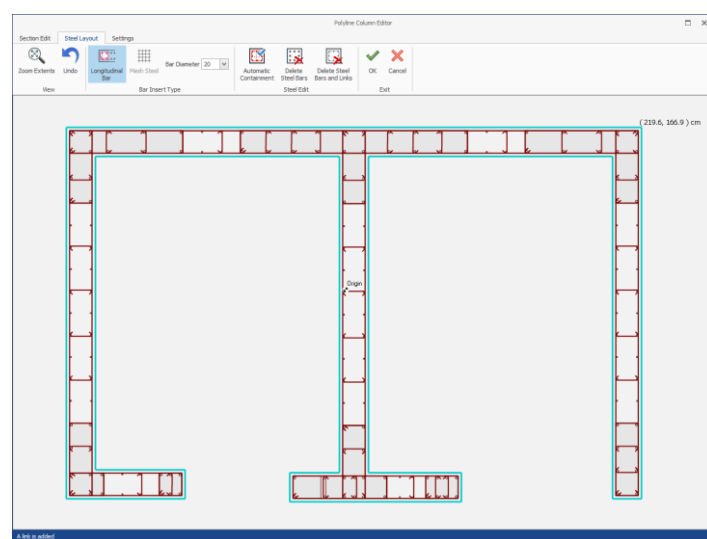 Polyline Column Editor
Section Edit Steel Layout Settings
Zoom Extents Undo Longitudinal Bar Mesh Steel Bar Diameter 20 Automatic Containment Delete Steel Bars Delete Steel Bars and Links OK Cancel
View Bar Insert Type Steel Edit Exit
( 219.6, 166.9 ) cm
Origin
A link is added